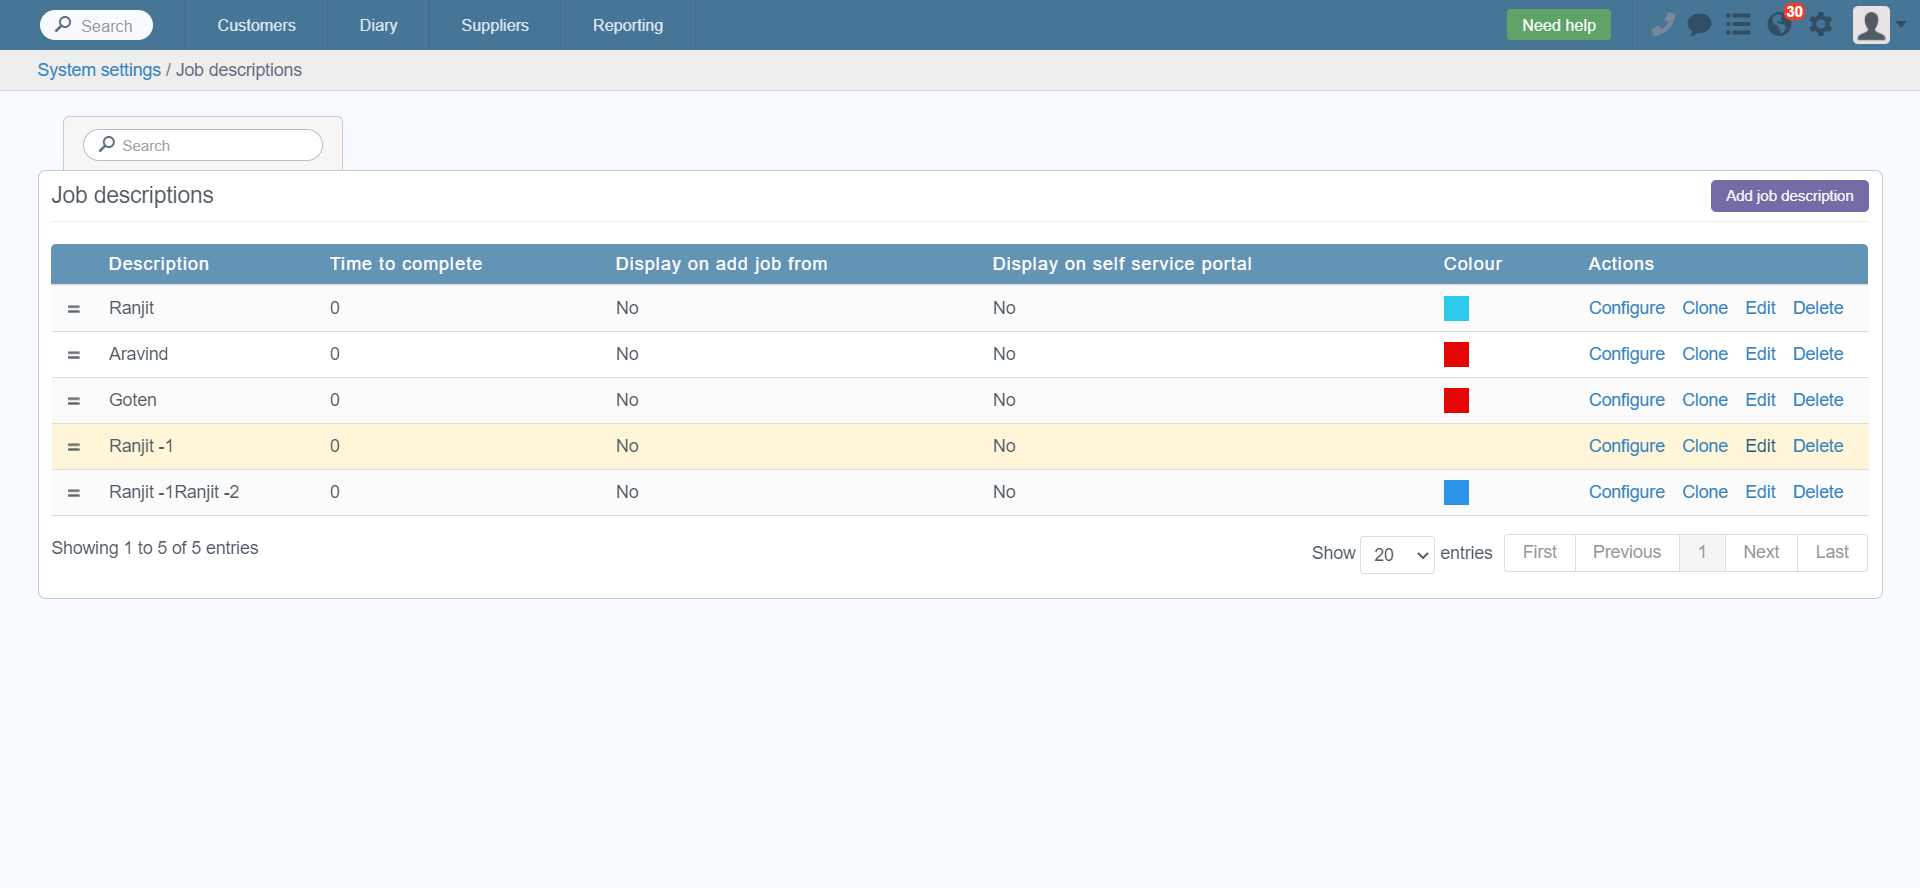 Search Customers Diary Suppliers Reporting Need help 30
System settings / Job descriptions
Search
Job descriptions Add job description
Description Time to complete Display on add job from Display on self service portal Colour Actions
Ranjit 0 No No Configure Clone Edit Delete
Aravind 0 No No Configure Clone Edit Delete
Goten 0 No No Configure Clone Edit Delete
Ranjit -1 0 No No Configure Clone Edit Delete
Ranjit -1Ranjit -2 0 No No Configure Clone Edit Delete
Showing 1 to 5 of 5 entries Show 20 entries First Previous 1 Next Last